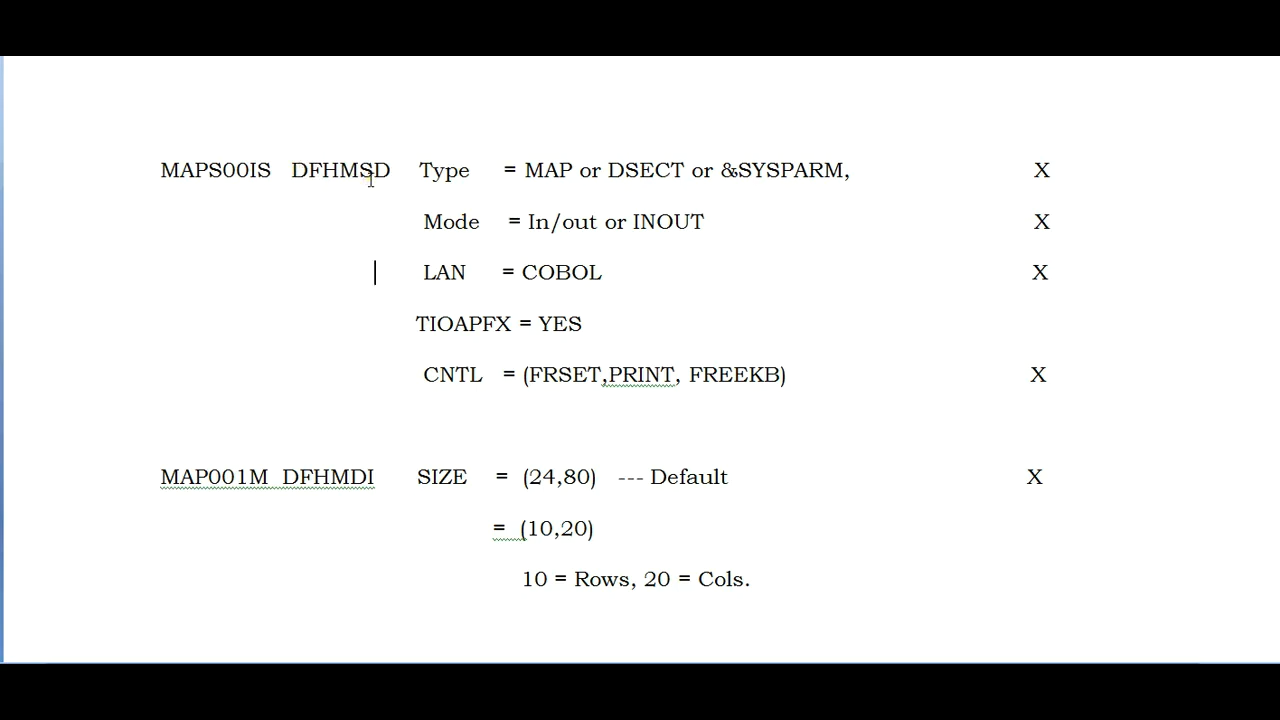 MAPS00IS DFHMSD Type = MAP or DSECT or &SYSPARM, X
Mode = In/out or INOUT X
LAN = COBOL X
TIOAPFX = YES
CNTL = (FRSET,PRINT, FREEKB) X
MAP001M DFHMDI SIZE = (24,80) --- Default X
= (10,20)
10 = Rows, 20 = Cols.